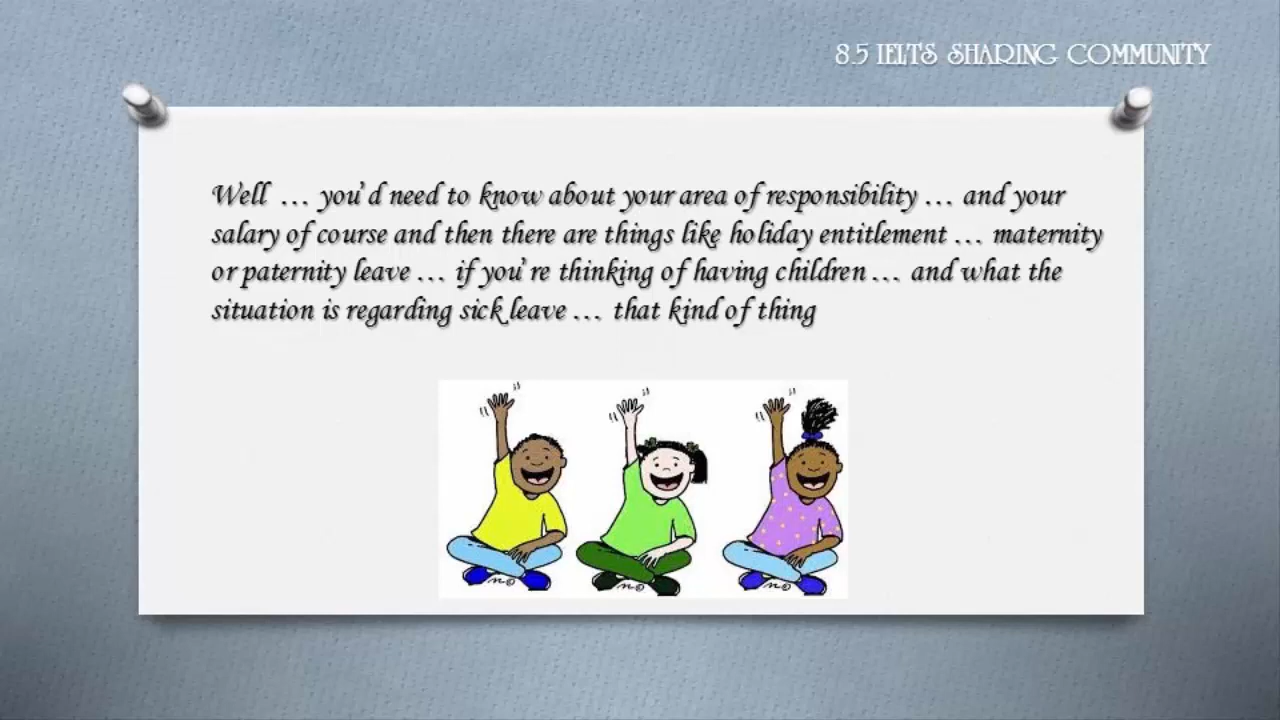 8.5 IELTS SHARING COMMUNITY
Well … you'd need to know about your area of responsibility … and your
salary of course and then there are things like holiday entitlement … maternity
or paternity leave … if you're thinking of having children … and what the
situation is regarding sick leave … that kind of thing